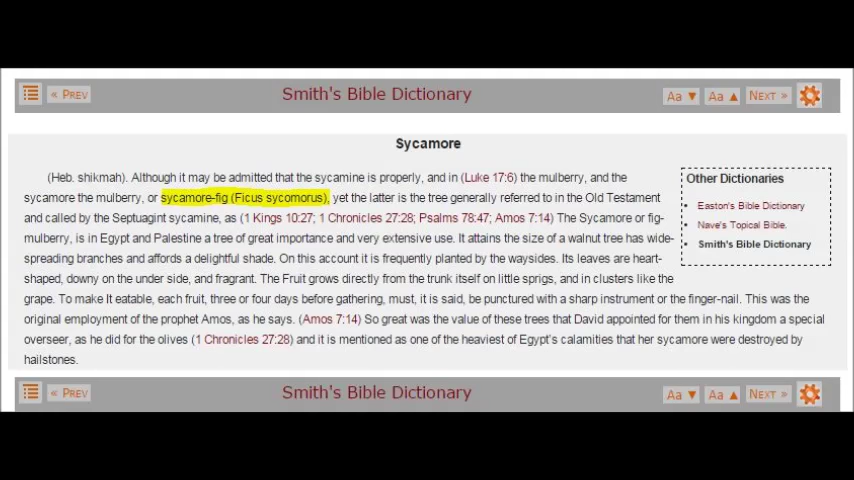 « Prev
Smith's Bible Dictionary
Aa ▼
Aa ▲
Next »
Sycamore
(Heb. shikmah). Although it may be admitted that the sycamine is properly, and in (Luke 17:6) the mulberry, and the
sycamore the mulberry, or sycamore-fig (Ficus sycomorus), yet the latter is the tree generally referred to in the Old Testament
and called by the Septuagint sycamine, as (1 Kings 10:27; 1 Chronicles 27:28; Psalms 78:47; Amos 7:14) The Sycamore or fig-
mulberry, is in Egypt and Palestine a tree of great importance and very extensive use. It attains the size of a walnut tree has wide-
spreading branches and affords a delightful shade. On this account it is frequently planted by the waysides. Its leaves are heart-
shaped, downy on the under side, and fragrant. The Fruit grows directly from the trunk itself on little sprigs, and in clusters like the
grape. To make It eatable, each fruit, three or four days before gathering, must, it is said, be punctured with a sharp instrument or the finger-nail. This was the
original employment of the prophet Amos, as he says. (Amos 7:14) So great was the value of these trees that David appointed for them in his kingdom a special
overseer, as he did for the olives (1 Chronicles 27:28) and it is mentioned as one of the heaviest of Egypt's calamities that her sycamore were destroyed by
hailstones.
Other Dictionaries
Easton's Bible Dictionary
Nave's Topical Bible.
Smith's Bible Dictionary
« Prev
Smith's Bible Dictionary
Aa ▼
Aa ▲
Next »